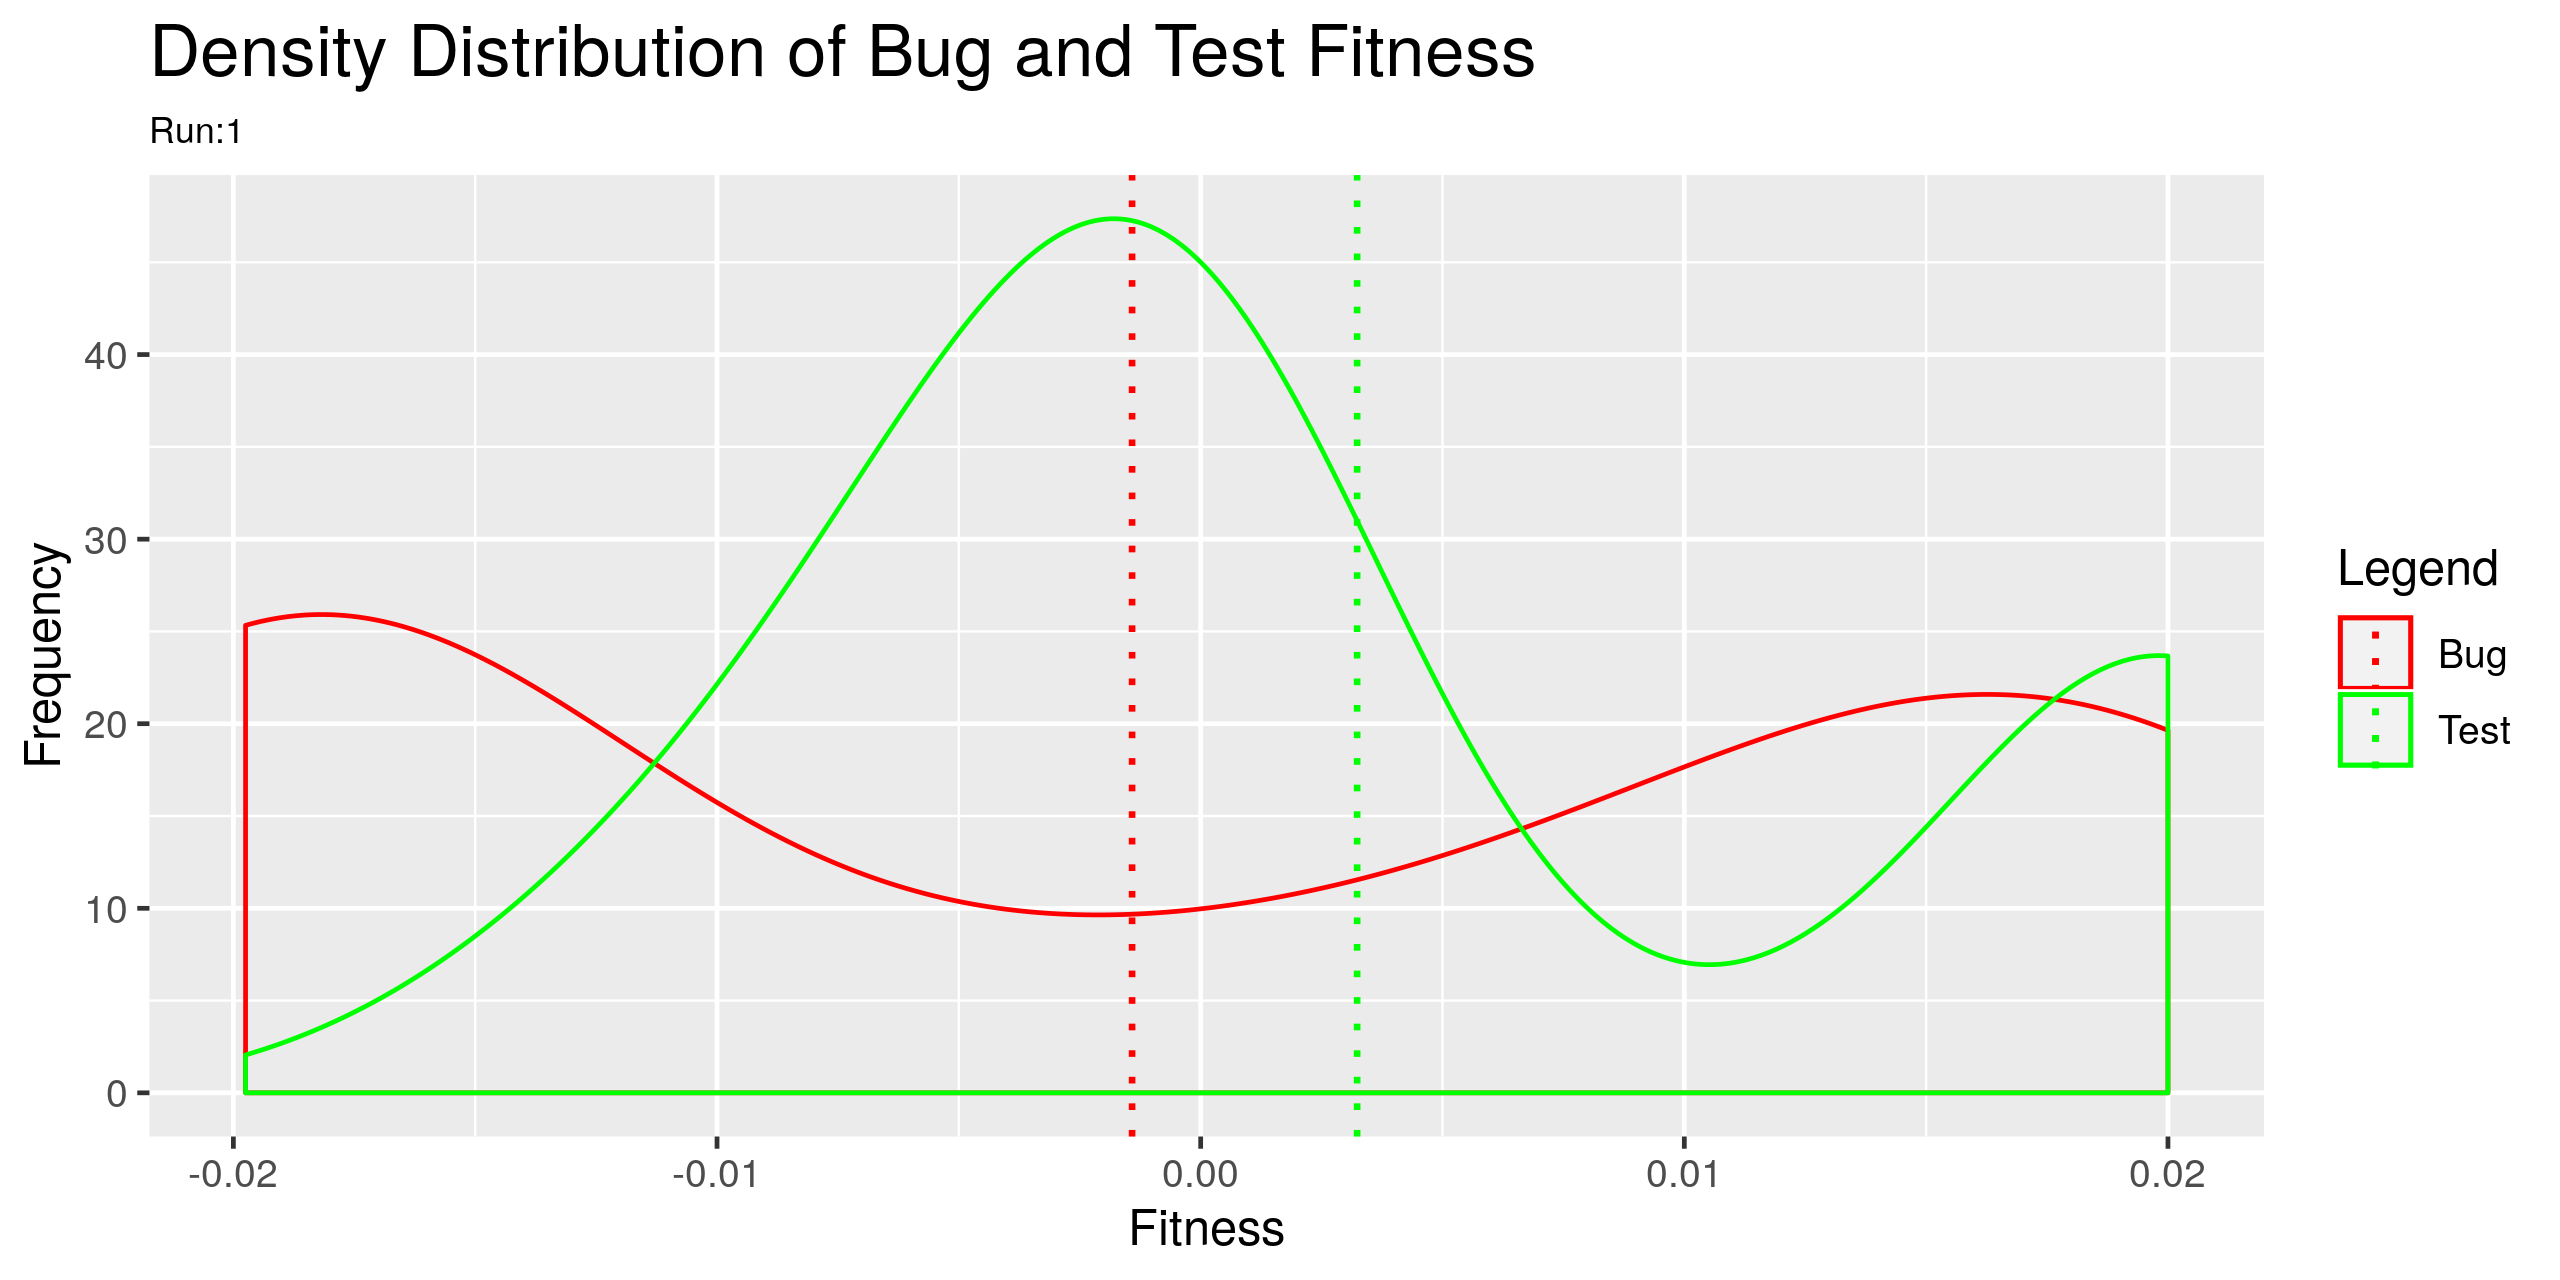 Density Distribution of Bug and Test Fitness
Run:1
Frequency
40
30
20
10
0
-0.02 -0.01 0.00 0.01 0.02
Fitness
Legend
Bug
Test